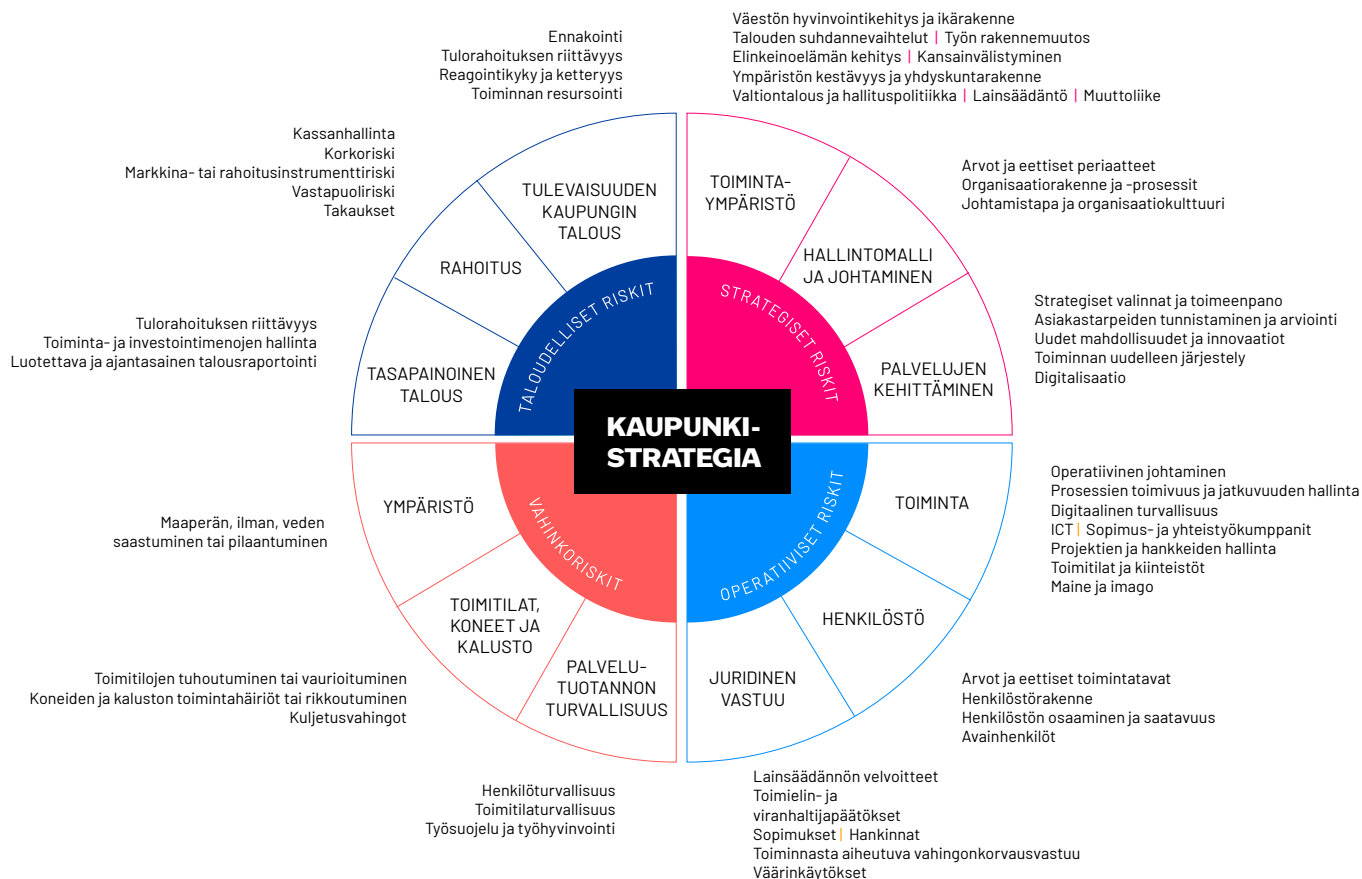 Ennakointi
Tulorahoituksen riittävyys
Reagointikyky ja ketteryys
Toiminnan resursointi
Väestön hyvinvointikehitys ja ikärakenne
Talouden suhdannevaihtelut | Työn rakennemuutos
Elinkeinoelämän kehitys | Kansainvälistyminen
Ympäristön kestävyys ja yhdyskuntarakenne
Valtiontalous ja hallituspolitiikka | Lainsäädäntö | Muuttoliike
Kassanhallinta
Korkoriski
Markkina- tai rahoitusinstrumenttiriski
Vastapuoliriski
Takaukset
Arvot ja eettiset periaatteet
Organisaatiorakenne ja -prosessit
Johtamistapa ja organisaatiokulttuuri
Tulorahoituksen riittävyys
Toiminta- ja investointimenojen hallinta
Luotettava ja ajantasainen talousraportointi
Strategiset valinnat ja toimeenpano
Asiakastarpeiden tunnistaminen ja arviointi
Uudet mahdollisuudet ja innovaatiot
Toiminnan uudelleen järjestely
Digitalisaatio
TULEVAISUUDEN
KAUPUNGIN
TALOUS
RAHOITUS
TASAPAINOINEN
TALOUS
TALOUDELLISET RISKIT
TOIMINTA-
YMPÄRISTÖ
HALLINTOMALLI
JA JOHTAMINEN
PALVELUJEN
KEHITTÄMINEN
STRATEGISET RISKIT
KAUPUNKI-
STRATEGIA
YMPÄRISTÖ
TOIMITILAT,
KONEET JA
KALUSTO
PALVELU-
TUOTANNON
TURVALLISUUS
VAHINKORISKIT
TOIMINTA
HENKILÖSTÖ
JURIDINEN
VASTUU
OPERATIIVISET RISKIT
Maaperän, ilman, veden
saastuminen tai pilaantuminen
Operatiivinen johtaminen
Prosessien toimivuus ja jatkuvuuden hallinta
Digitaalinen turvallisuus
ICT | Sopimus- ja yhteistyökumppanit
Projektien ja hankkeiden hallinta
Toimitilat ja kiinteistöt
Maine ja imago
Toimitilojen tuhoutuminen tai vaurioituminen
Koneiden ja kaluston toimintahäiriöt tai rikkoutuminen
Kuljetusvahingot
Arvot ja eettiset toimintatavat
Henkilöstörakenne
Henkilöstön osaaminen ja saatavuus
Avainhenkilöt
Henkilöturvallisuus
Toimitilaturvallisuus
Työsuojelu ja työhyvinvointi
Lainsäädännön velvoitteet
Toimielin- ja
viranhaltijapäätökset
Sopimukset | Hankinnat
Toiminnasta aiheutuva vahingonkorvausvastuu
Väärinkäytökset